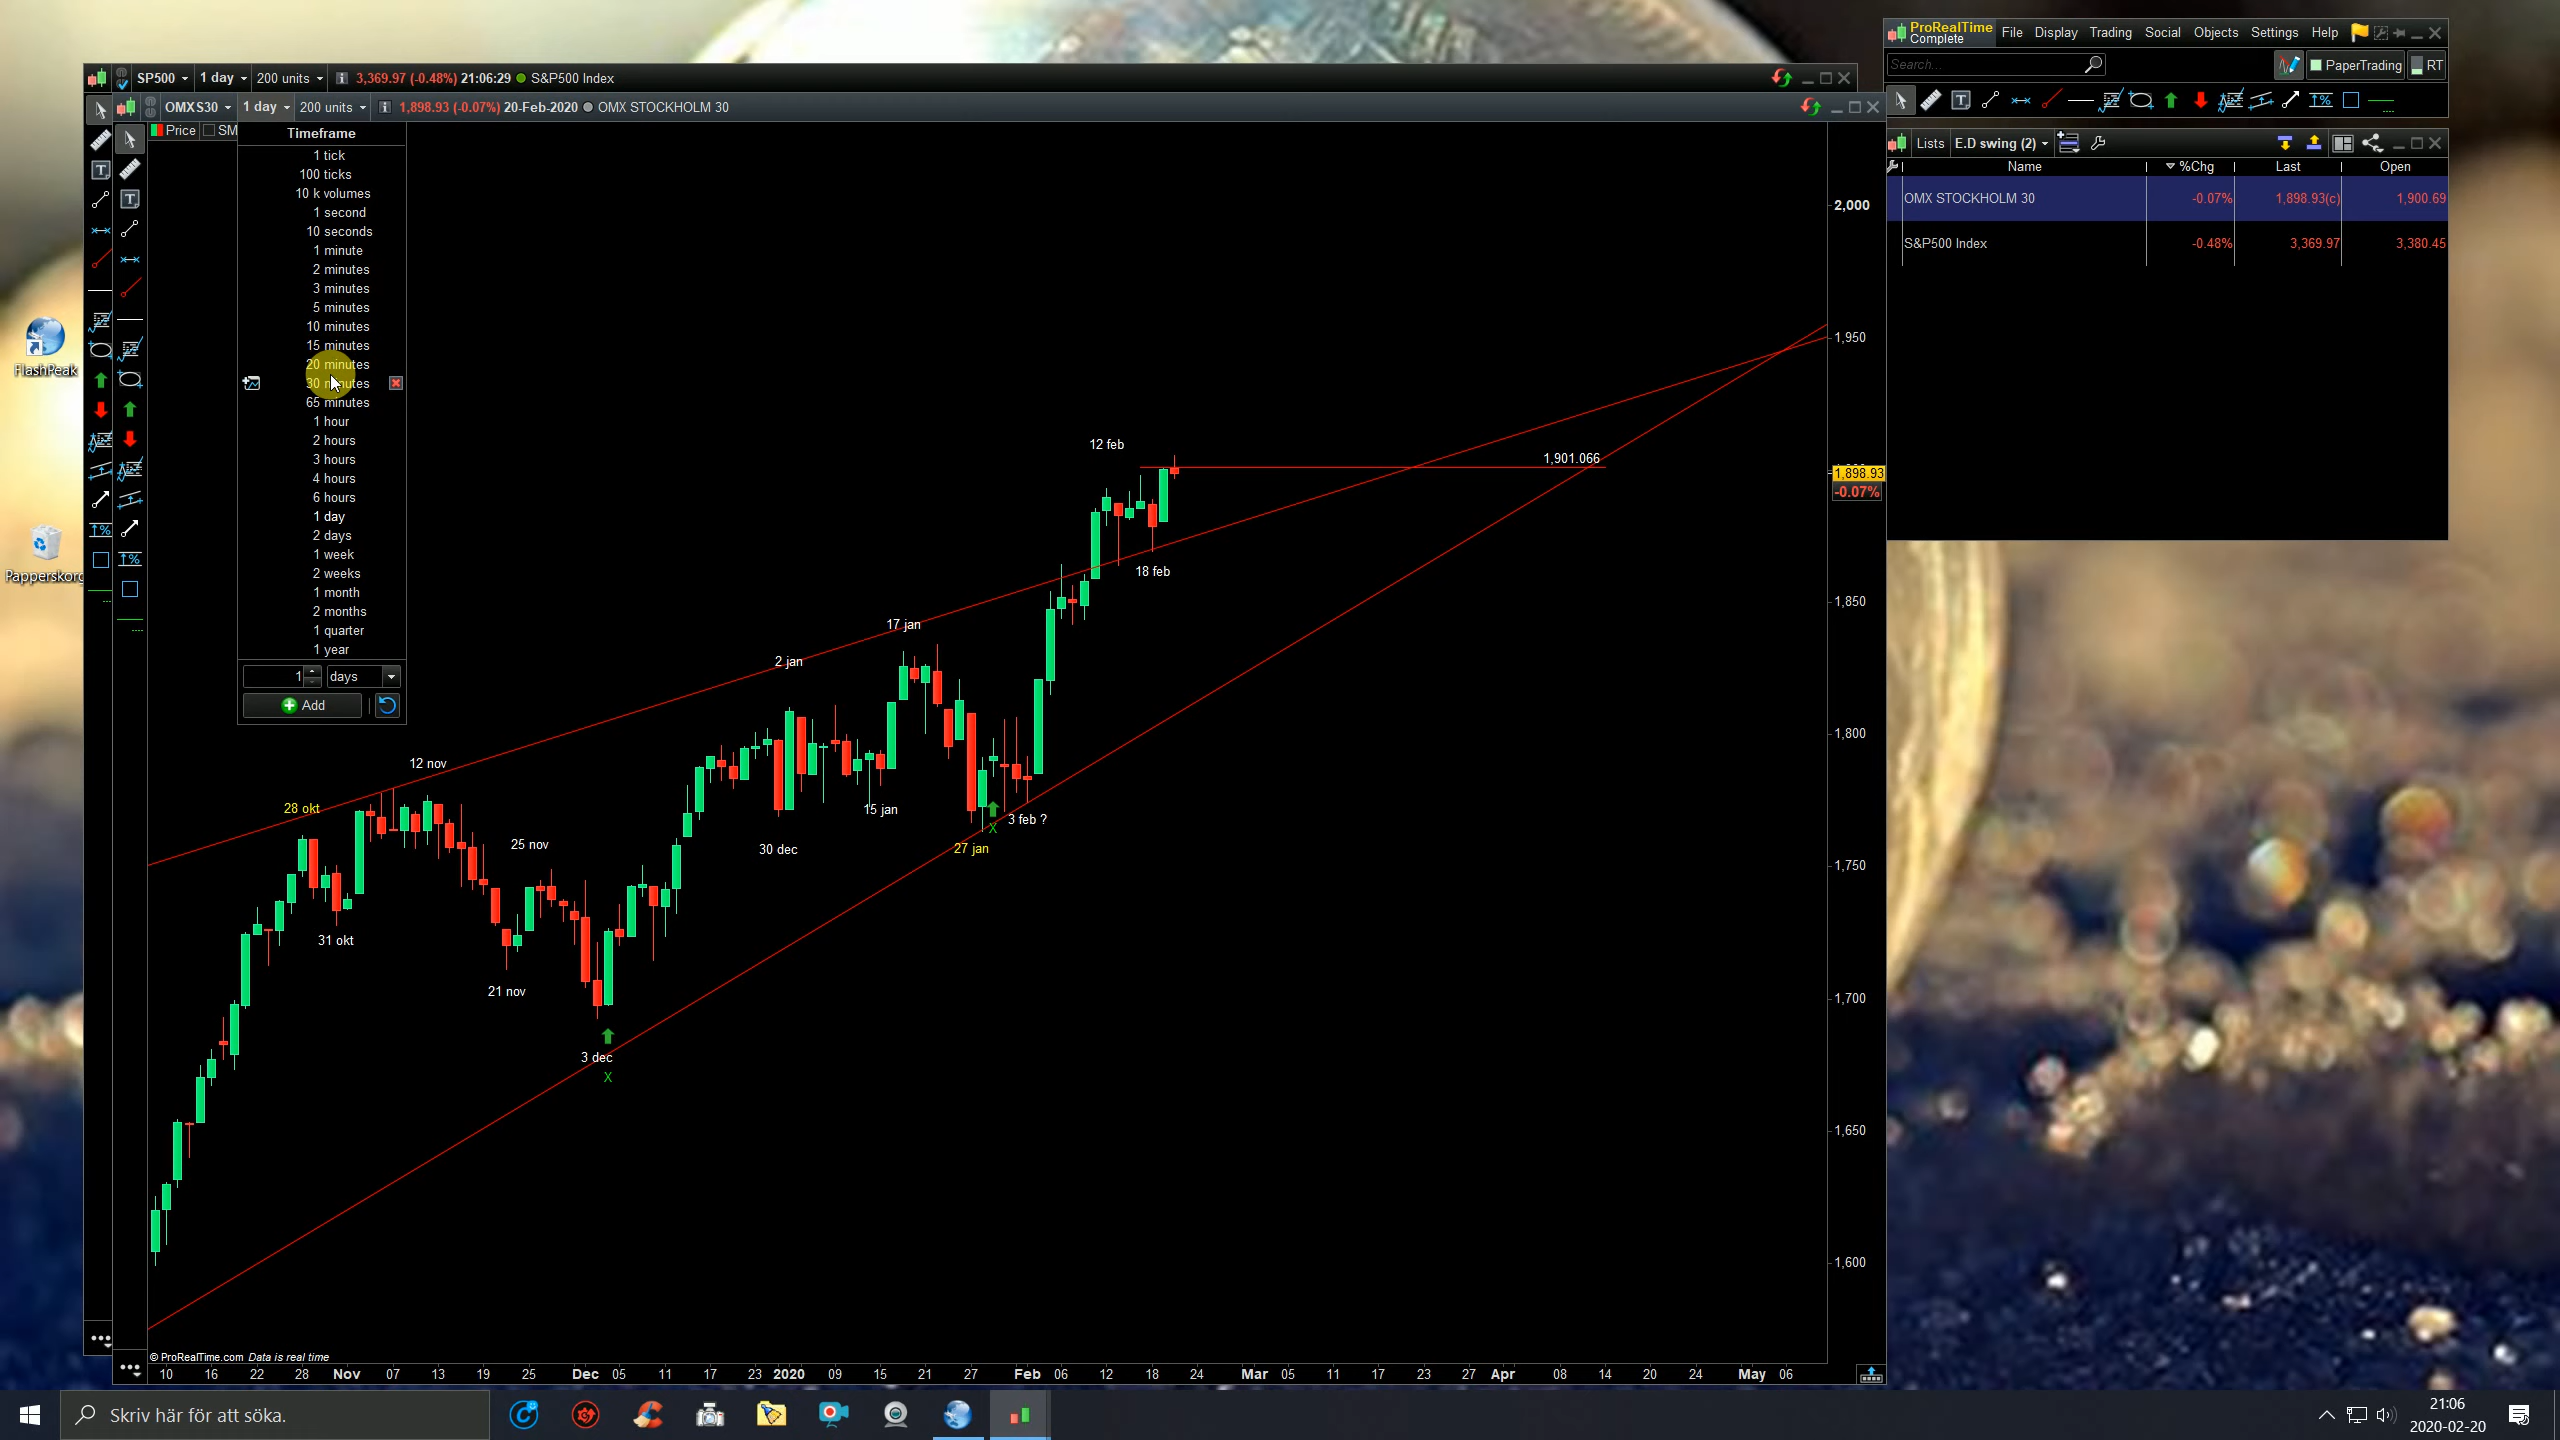 FlashPeak
Papperskorg
SP500 1 day 200 units 3,369.97 (-0.48%) 21:06:29 S&P500 Index
OMXS30 1 day 200 units 1,898.93 (-0.07%) 20-Feb-2020 OMX STOCKHOLM 30
Price SM
Timeframe
1 tick
100 ticks
10 k volumes
1 second
10 seconds
1 minute
2 minutes
3 minutes
5 minutes
10 minutes
15 minutes
20 minutes
30 minutes
65 minutes
1 hour
2 hours
3 hours
4 hours
6 hours
1 day
2 days
1 week
2 weeks
1 month
2 months
1 quarter
1 year
1 days
Add
12 feb
1,901.066
18 feb
17 jan
2 jan
12 nov
28 okt
25 nov
15 jan
3 feb ?
X
30 dec
27 jan
31 okt
21 nov
3 dec
X
2,000
1,950
1,898.93
-0.07%
1,850
1,800
1,750
1,700
1,650
1,600
© ProRealTime.com Data is real time
10 16 22 28 Nov 07 13 19 25 Dec 05 11 17 23 2020 09 15 21 27 Feb 06 12 18 24 Mar 05 11 17 23 27 Apr 08 14 20 24 May 06
ProRealTime
Complete
File Display Trading Social Objects Settings Help
Search...
PaperTrading RT
Lists E.D swing (2)
Name %Chg Last Open
OMX STOCKHOLM 30 -0.07% 1,898.93(c) 1,900.69
S&P500 Index -0.48% 3,369.97 3,380.45
Skriv här för att söka.
21:06
2020-02-20